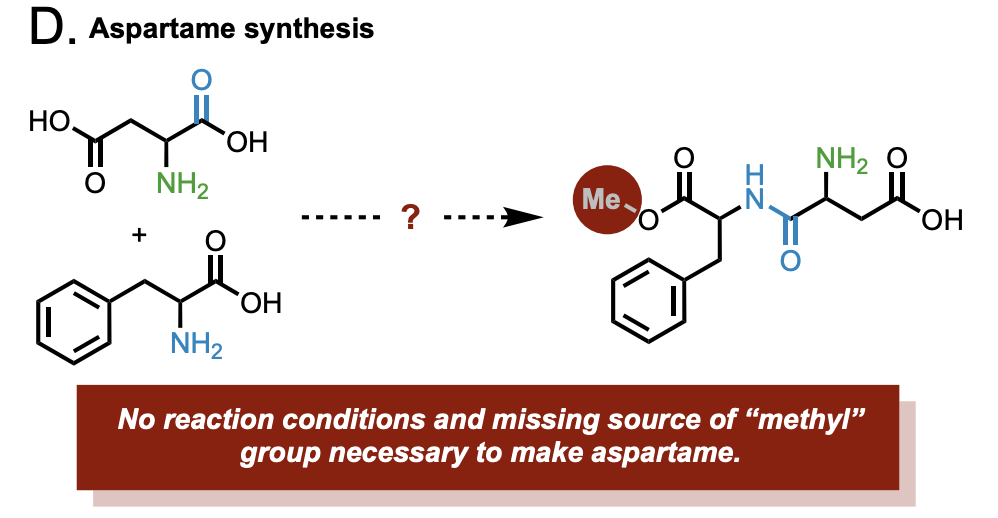 D. Aspartame synthesis
O
HO
OH
O
NH2
+
O
OH
NH2
?
Me
O
O
H
N
O
NH2
O
OH
No reaction conditions and missing source of “methyl”
group necessary to make aspartame.